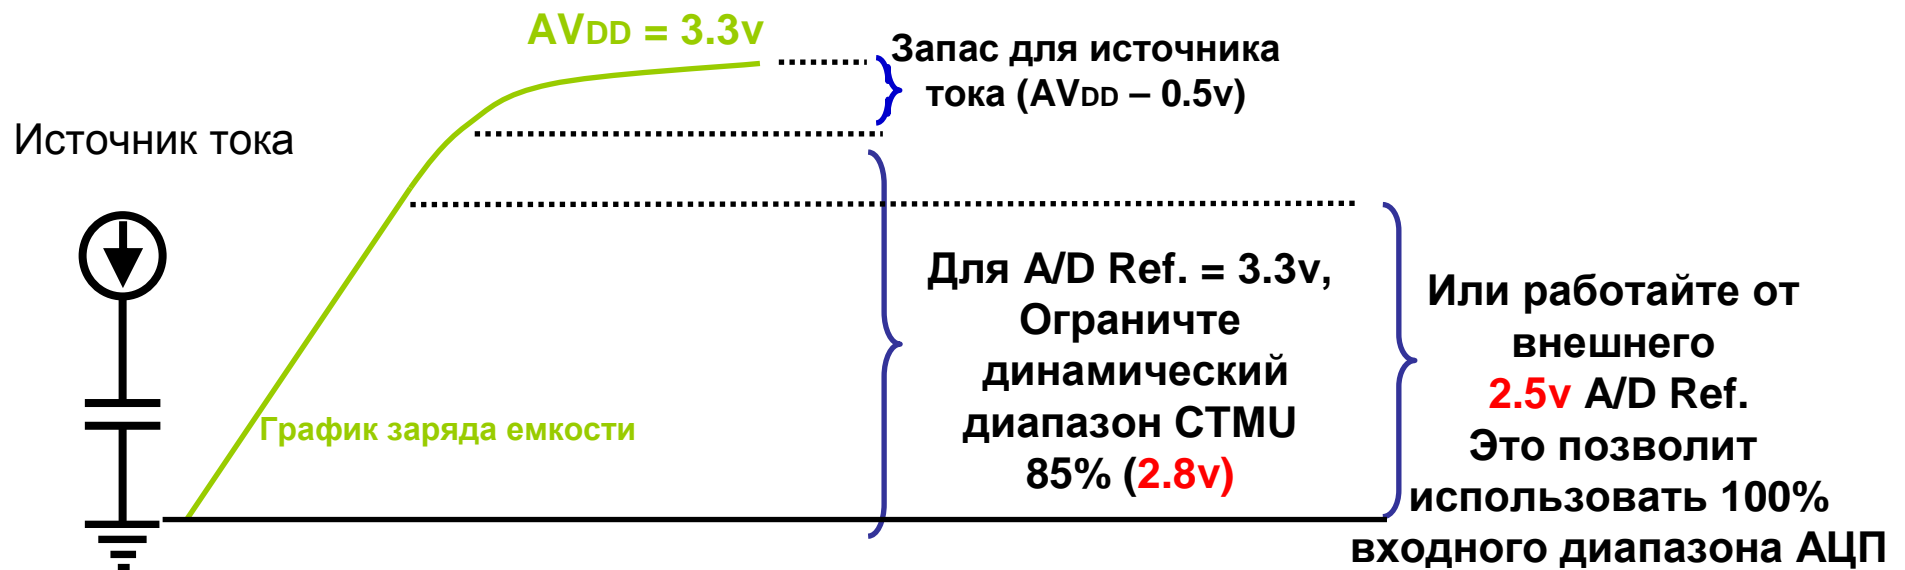 AVDD = 3.3v
Запас для источника
тока (AVDD – 0.5v)
Источник тока
График заряда емкости
Для A/D Ref. = 3.3v,
Ограничте
динамический
диапазон CTMU
85% (2.8v)
Или работайте от
внешнего
2.5v A/D Ref.
Это позволит
использовать 100%
входного диапазона АЦП